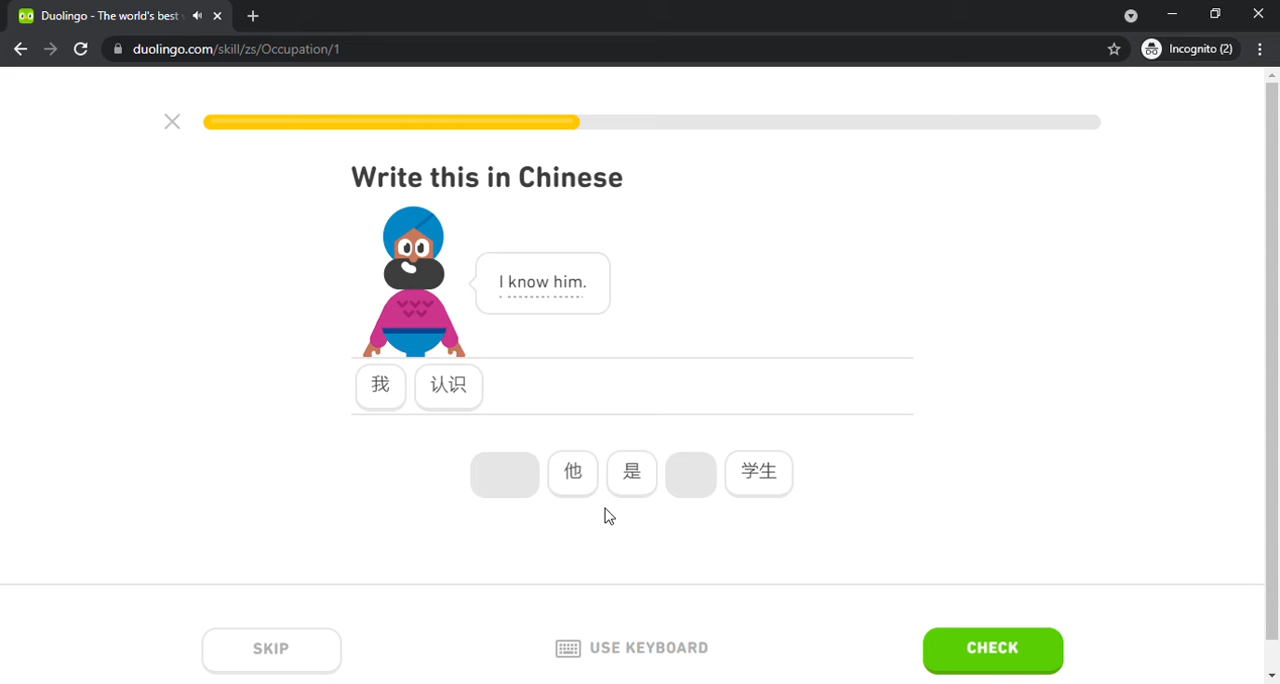 Duolingo - The world's best
duolingo.com/skill/zs/Occupation/1
Incognito (2)
Write this in Chinese
I know him.
我 认识
他 是 学生
SKIP
USE KEYBOARD
CHECK